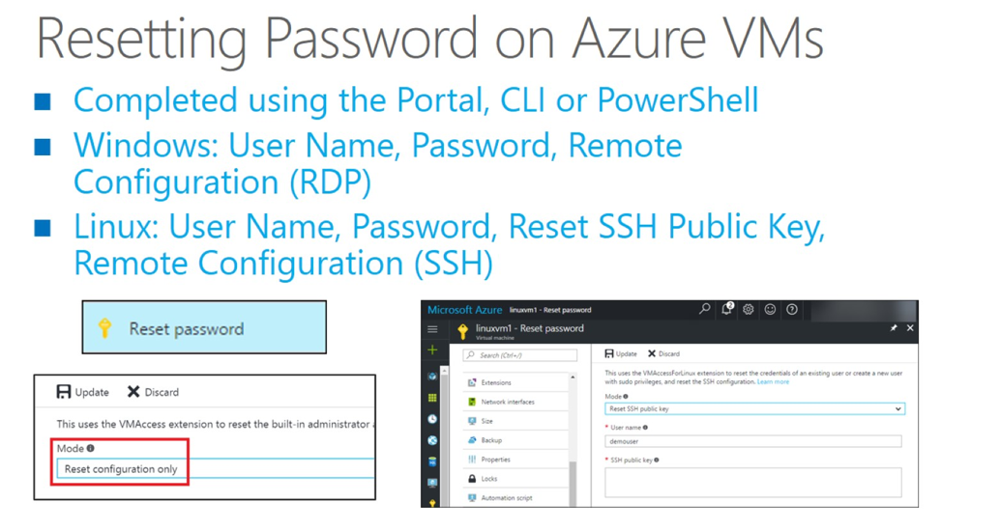 Resetting Password on Azure VMs
Completed using the Portal, CLI or PowerShell
Windows: User Name, Password, Remote
Configuration (RDP)
Linux: User Name, Password, Reset SSH Public Key,
Remote Configuration (SSH)
Reset password
Update Discard
This uses the VMAccess extension to reset the built-in administrator
Mode
Reset configuration only
Microsoft Azure linuxvm1 - Reset password
2
linuxvm1 - Reset password
Virtual machine
Search (Ctrl+/)
Extensions
Network interfaces
Size
Backup
Properties
Locks
Automation script
Update Discard
This uses the VMAccessForLinux extension to reset the credentials of an existing user or create a new user
with sudo privileges, and reset the SSH configuration. Learn more
Mode
Reset SSH public key
* User name
demouser
* SSH public key